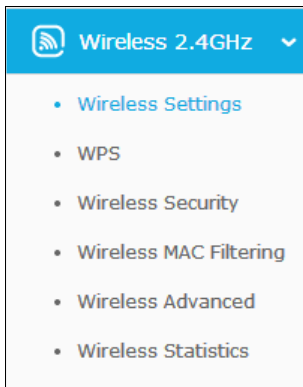 Wireless 2.4GHz
Wireless Settings
WPS
Wireless Security
Wireless MAC Filtering
Wireless Advanced
Wireless Statistics